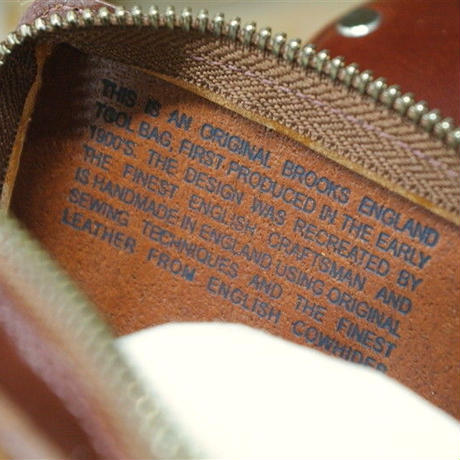 THIS IS AN ORIGINAL BROOKS ENGLAND
TOOL BAG, FIRST PRODUCED IN THE EARLY
1900'S. THE DESIGN WAS RECREATED BY
THE FINEST ENGLISH CRAFTSMAN AND
IS HANDMADE IN ENGLAND USING ORIGINAL
SEWING TECHNIQUES AND THE FINEST
LEATHER FROM ENGLISH COWHIDES